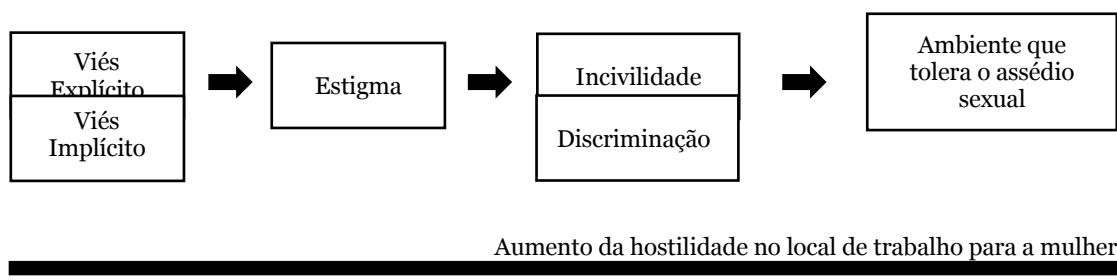 Viés
Explícito
Viés
Implícito
Estigma
Incivilidade
Discriminação
Ambiente que
tolera o assédio
sexual
Aumento da hostilidade no local de trabalho para a mulher